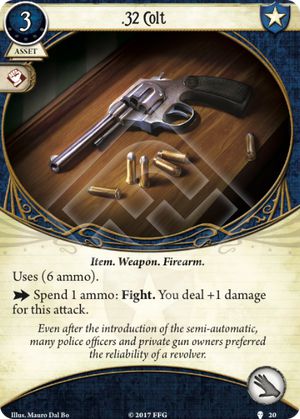 3
.32 Colt
ASSET
Item. Weapon. Firearm.
Uses (6 ammo).
Spend 1 ammo: Fight. You deal +1 damage
for this attack.
Even after the introduction of the semi-automatic,
many police officers and private gun owners preferred
the reliability of a revolver.
Illus. Mauro Dal Bo
© 2017 FFG
20